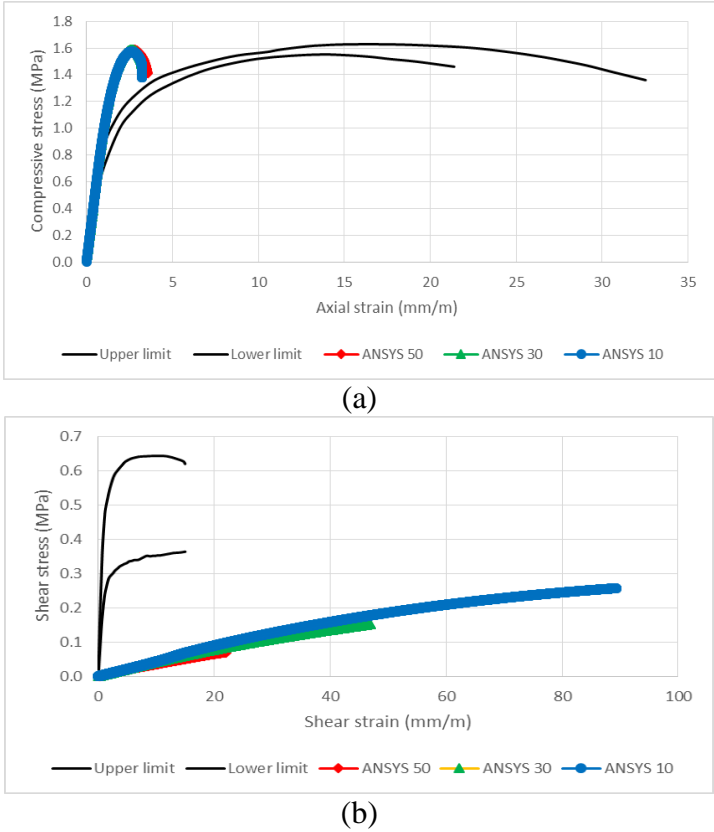 Compressive stress (MPa)
1.8
1.6
1.4
1.2
1.0
0.8
0.6
0.4
0.2
0.0
0 5 10 15 20 25 30 35
Axial strain (mm/m)
Upper limit Lower limit ANSYS 50 ANSYS 30 ANSYS 10
(a)
Shear stress (MPa)
0.7
0.6
0.5
0.4
0.3
0.2
0.1
0.0
0 20 40 60 80 100
Shear strain (mm/m)
Upper limit Lower limit ANSYS 50 ANSYS 30 ANSYS 10
(b)